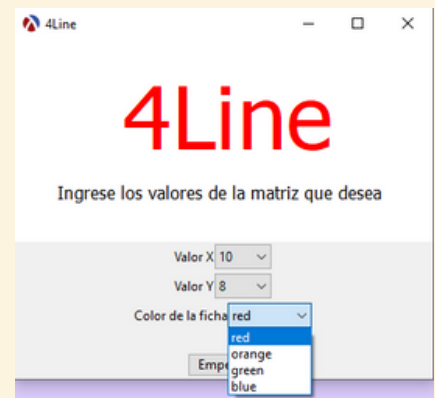 4Line
4Line
Ingrese los valores de la matriz que desea
Valor X 10
Valor Y 8
Color de la ficha red
red
orange
green
blue